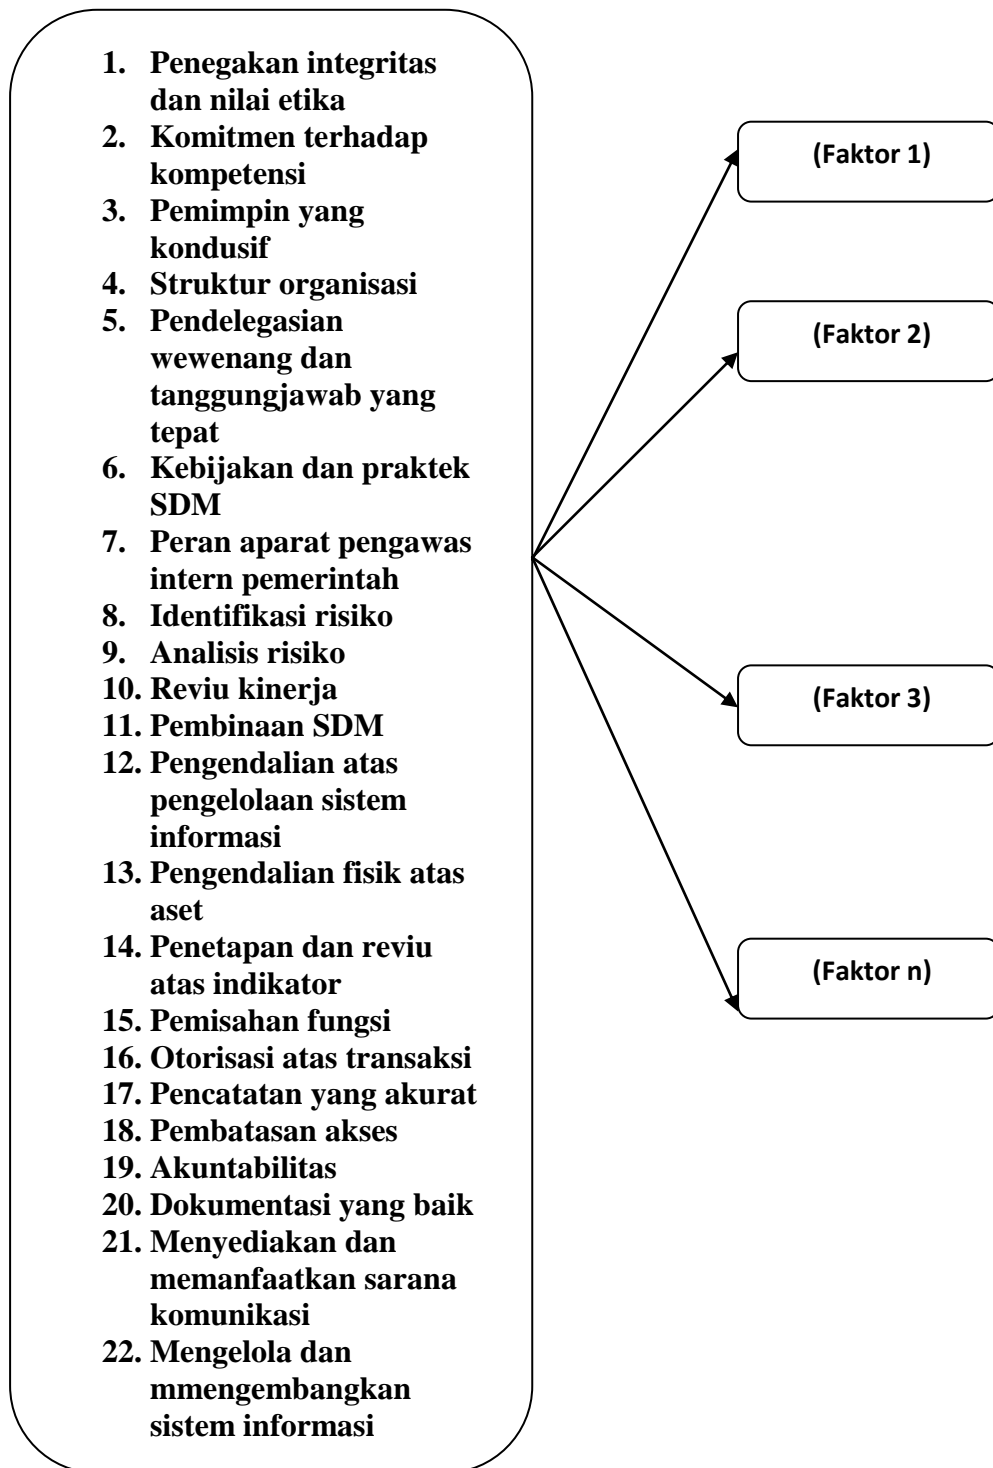 1. Penegakan integritas
dan nilai etika
2. Komitmen terhadap
kompetensi
3. Pemimpin yang
kondusif
4. Struktur organisasi
5. Pendelegasian
wewenang dan
tanggungjawab yang
tepat
6. Kebijakan dan praktek
SDM
7. Peran aparat pengawas
intern pemerintah
8. Identifikasi risiko
9. Analisis risiko
10. Reviu kinerja
11. Pembinaan SDM
12. Pengendalian atas
pengelolaan sistem
informasi
13. Pengendalian fisik atas
aset
14. Penetapan dan reviu
atas indikator
15. Pemisahan fungsi
16. Otorisasi atas transaksi
17. Pencatatan yang akurat
18. Pembatasan akses
19. Akuntabilitas
20. Dokumentasi yang baik
21. Menyediakan dan
memanfaatkan sarana
komunikasi
22. Mengelola dan
mmengembangkan
sistem informasi
(Faktor 1)
(Faktor 2)
(Faktor 3)
(Faktor n)